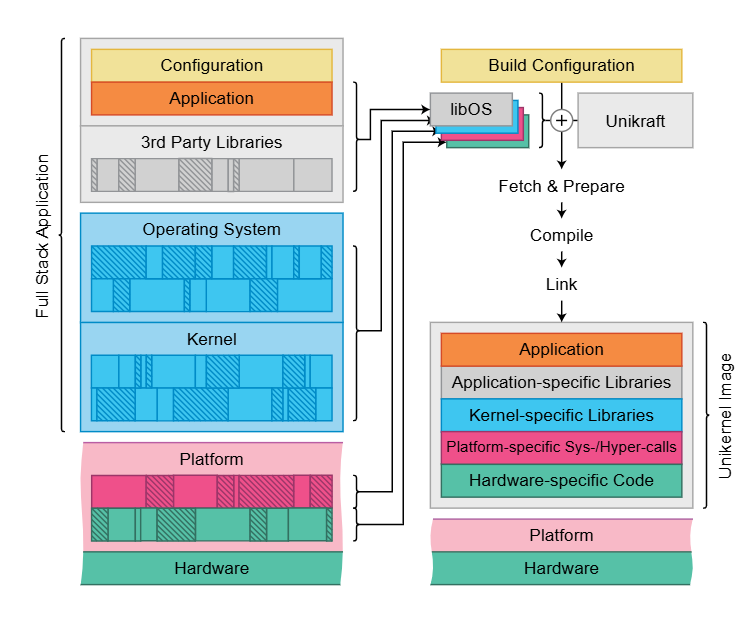 Full Stack Application
Configuration
Application
3rd Party Libraries
Operating System
Kernel
Platform
Hardware
Build Configuration
libOS
+
Unikraft
Fetch & Prepare
Compile
Link
Application
Application-specific Libraries
Kernel-specific Libraries
Platform-specific Sys-/Hyper-calls
Hardware-specific Code
Unikernel Image
Platform
Hardware